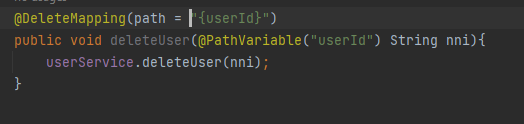 @DeleteMapping(path = "{userId}")
public void deleteUser(@PathVariable("userId") String nni){
    userService.deleteUser(nni);
}